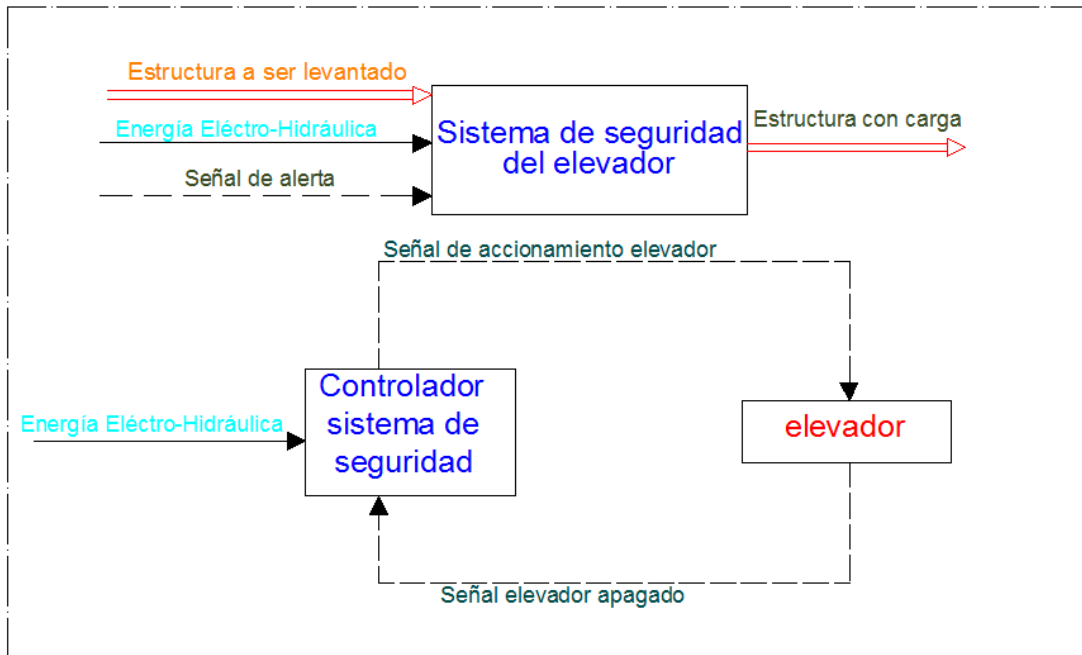 Estructura a ser levantado
Energía Eléctro-Hidráulica
Señal de alerta
Sistema de seguridad
del elevador
Estructura con carga
Señal de accionamiento elevador
Energía Eléctro-Hidráulica
Controlador
sistema de
seguridad
elevador
Señal elevador apagado